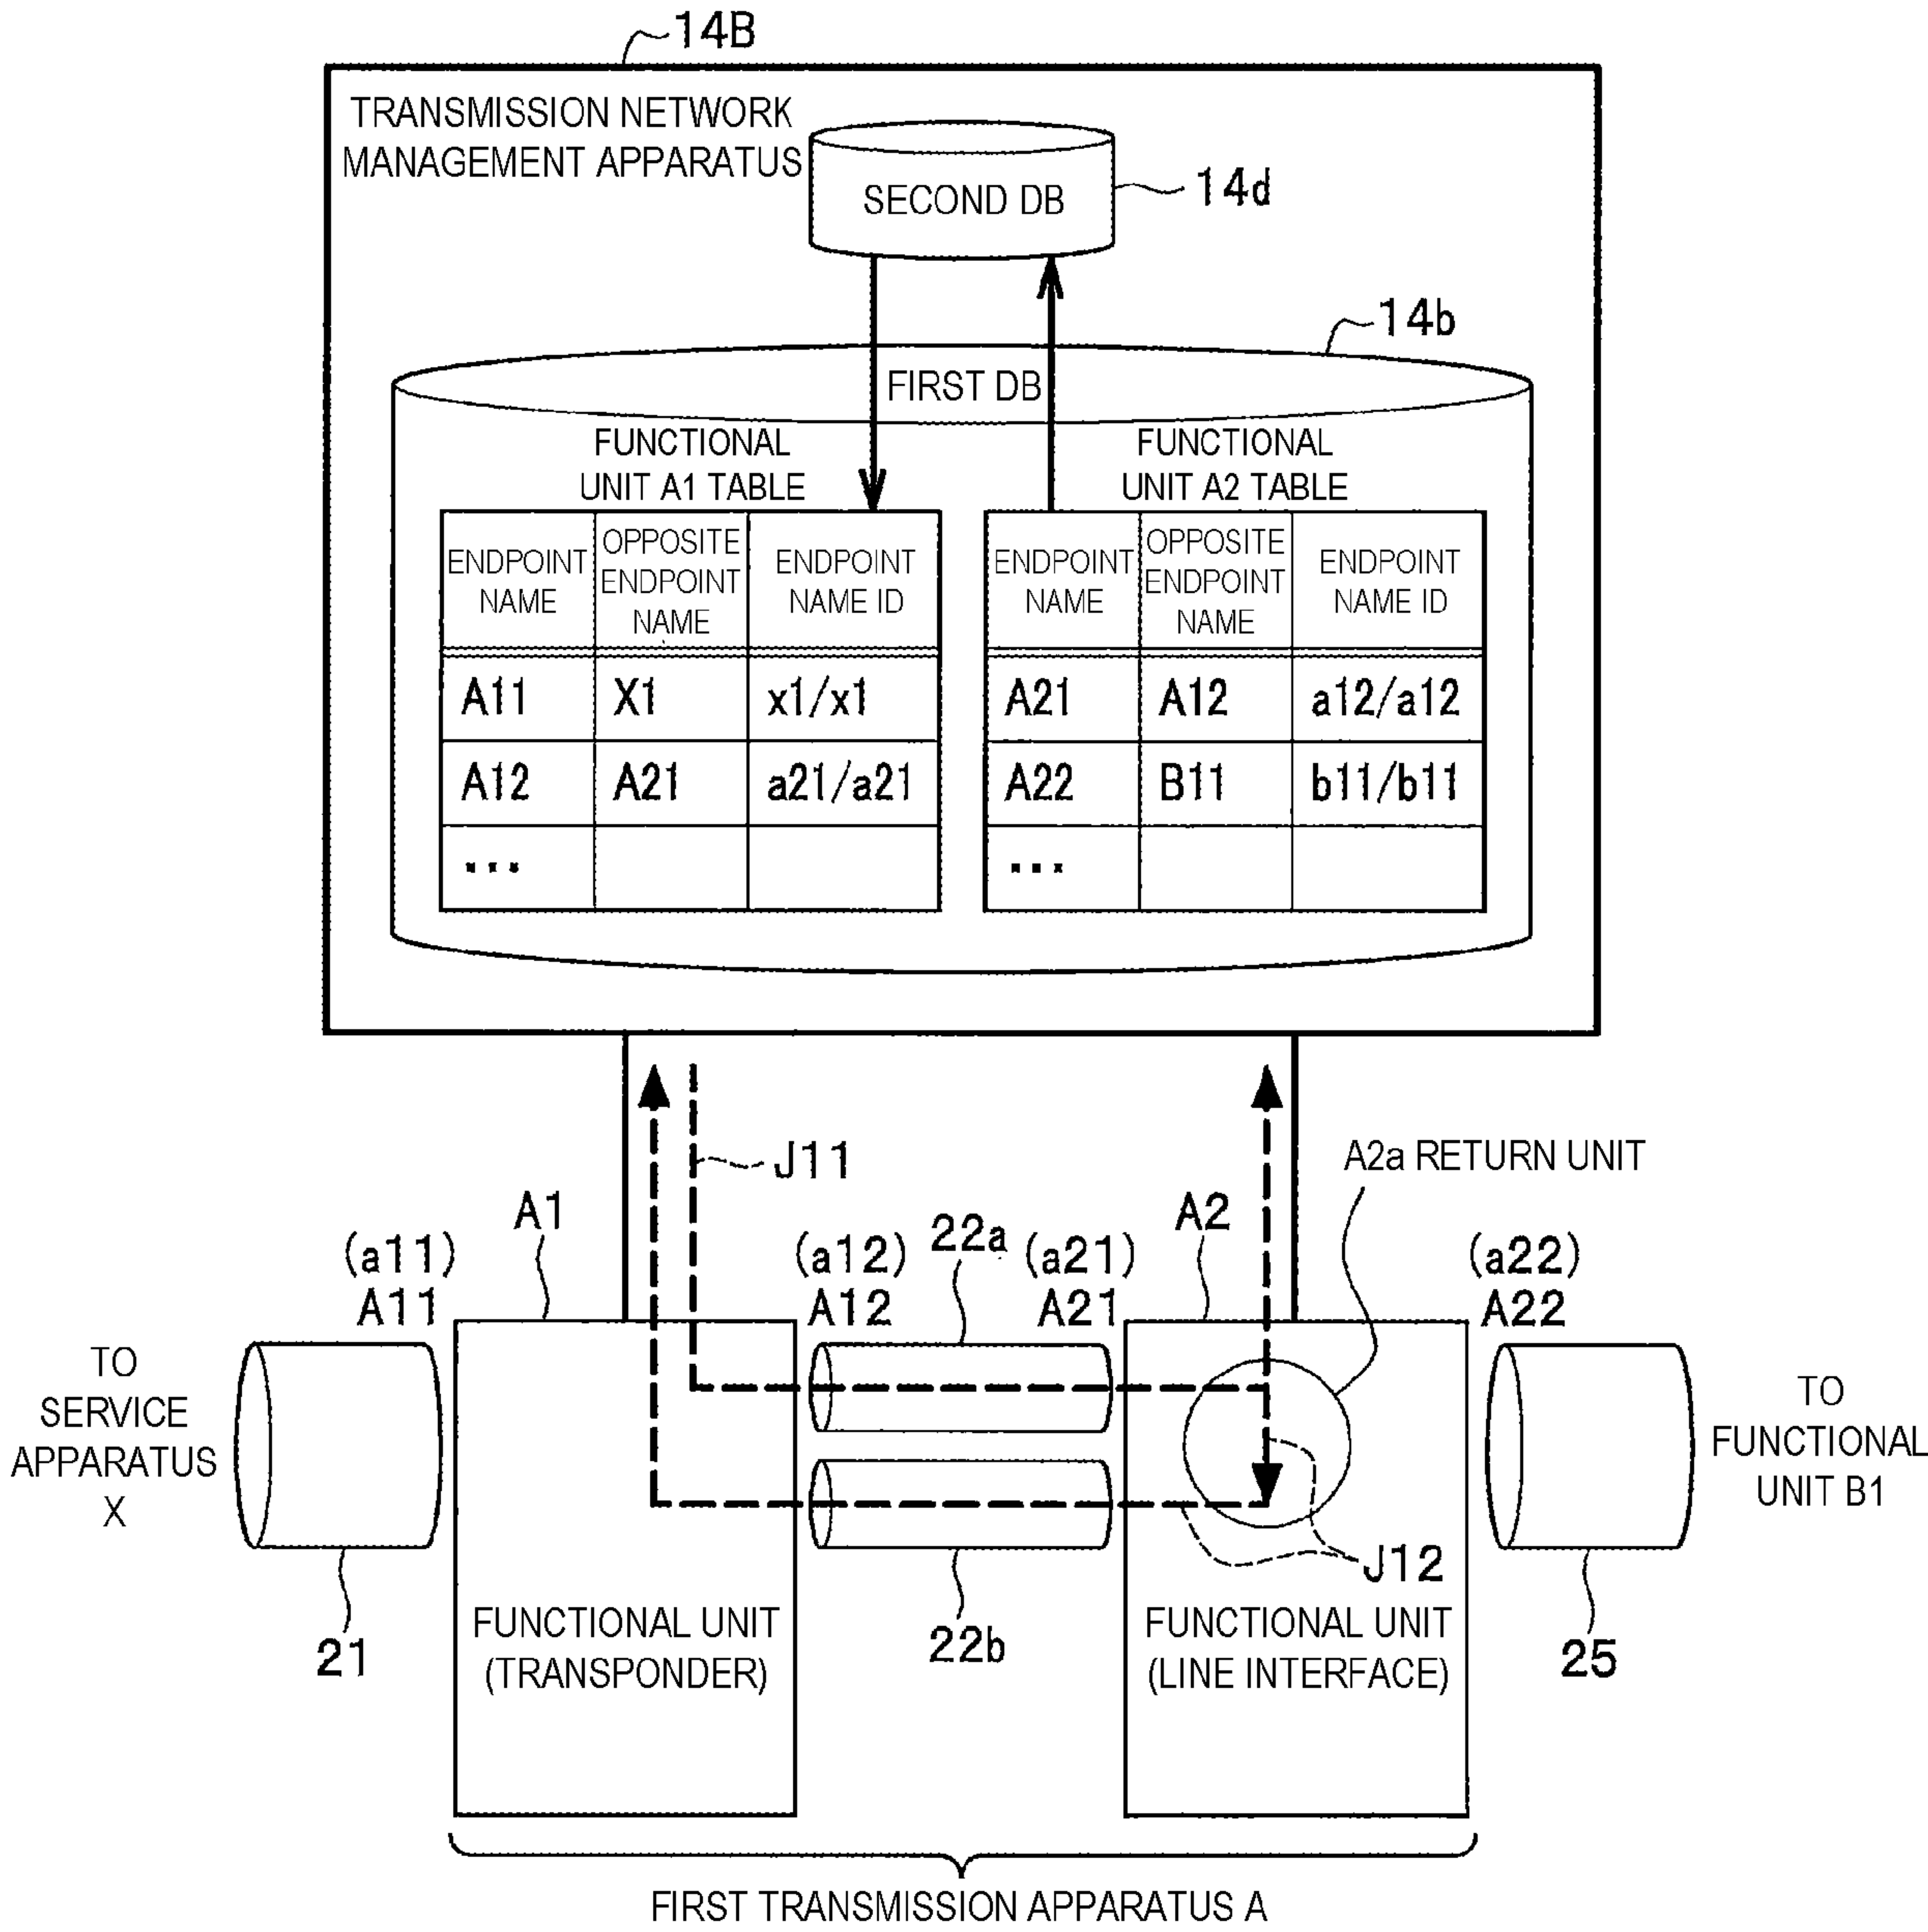 14B
TRANSMISSION NETWORK
MANAGEMENT APPARATUS
SECOND DB
14d
14b
FIRST DB
FUNCTIONAL
UNIT A1 TABLE
FUNCTIONAL
UNIT A2 TABLE
ENDPOINT
NAME
OPPOSITE
ENDPOINT
NAME
ENDPOINT
NAME ID
A11 X1 x1/x1
A12 A21 a21/a21
...
ENDPOINT
NAME
OPPOSITE
ENDPOINT
NAME
ENDPOINT
NAME ID
A21 A12 a12/a12
A22 B11 b11/b11
...
J11
A2a RETURN UNIT
A1
A2
(a11)
A11
(a12)
A12
22a
(a21)
A21
(a22)
A22
TO
SERVICE
APPARATUS
X
TO
FUNCTIONAL
UNIT B1
J12
21
FUNCTIONAL UNIT
(TRANSPONDER)
22b
FUNCTIONAL UNIT
(LINE INTERFACE)
25
FIRST TRANSMISSION APPARATUS A